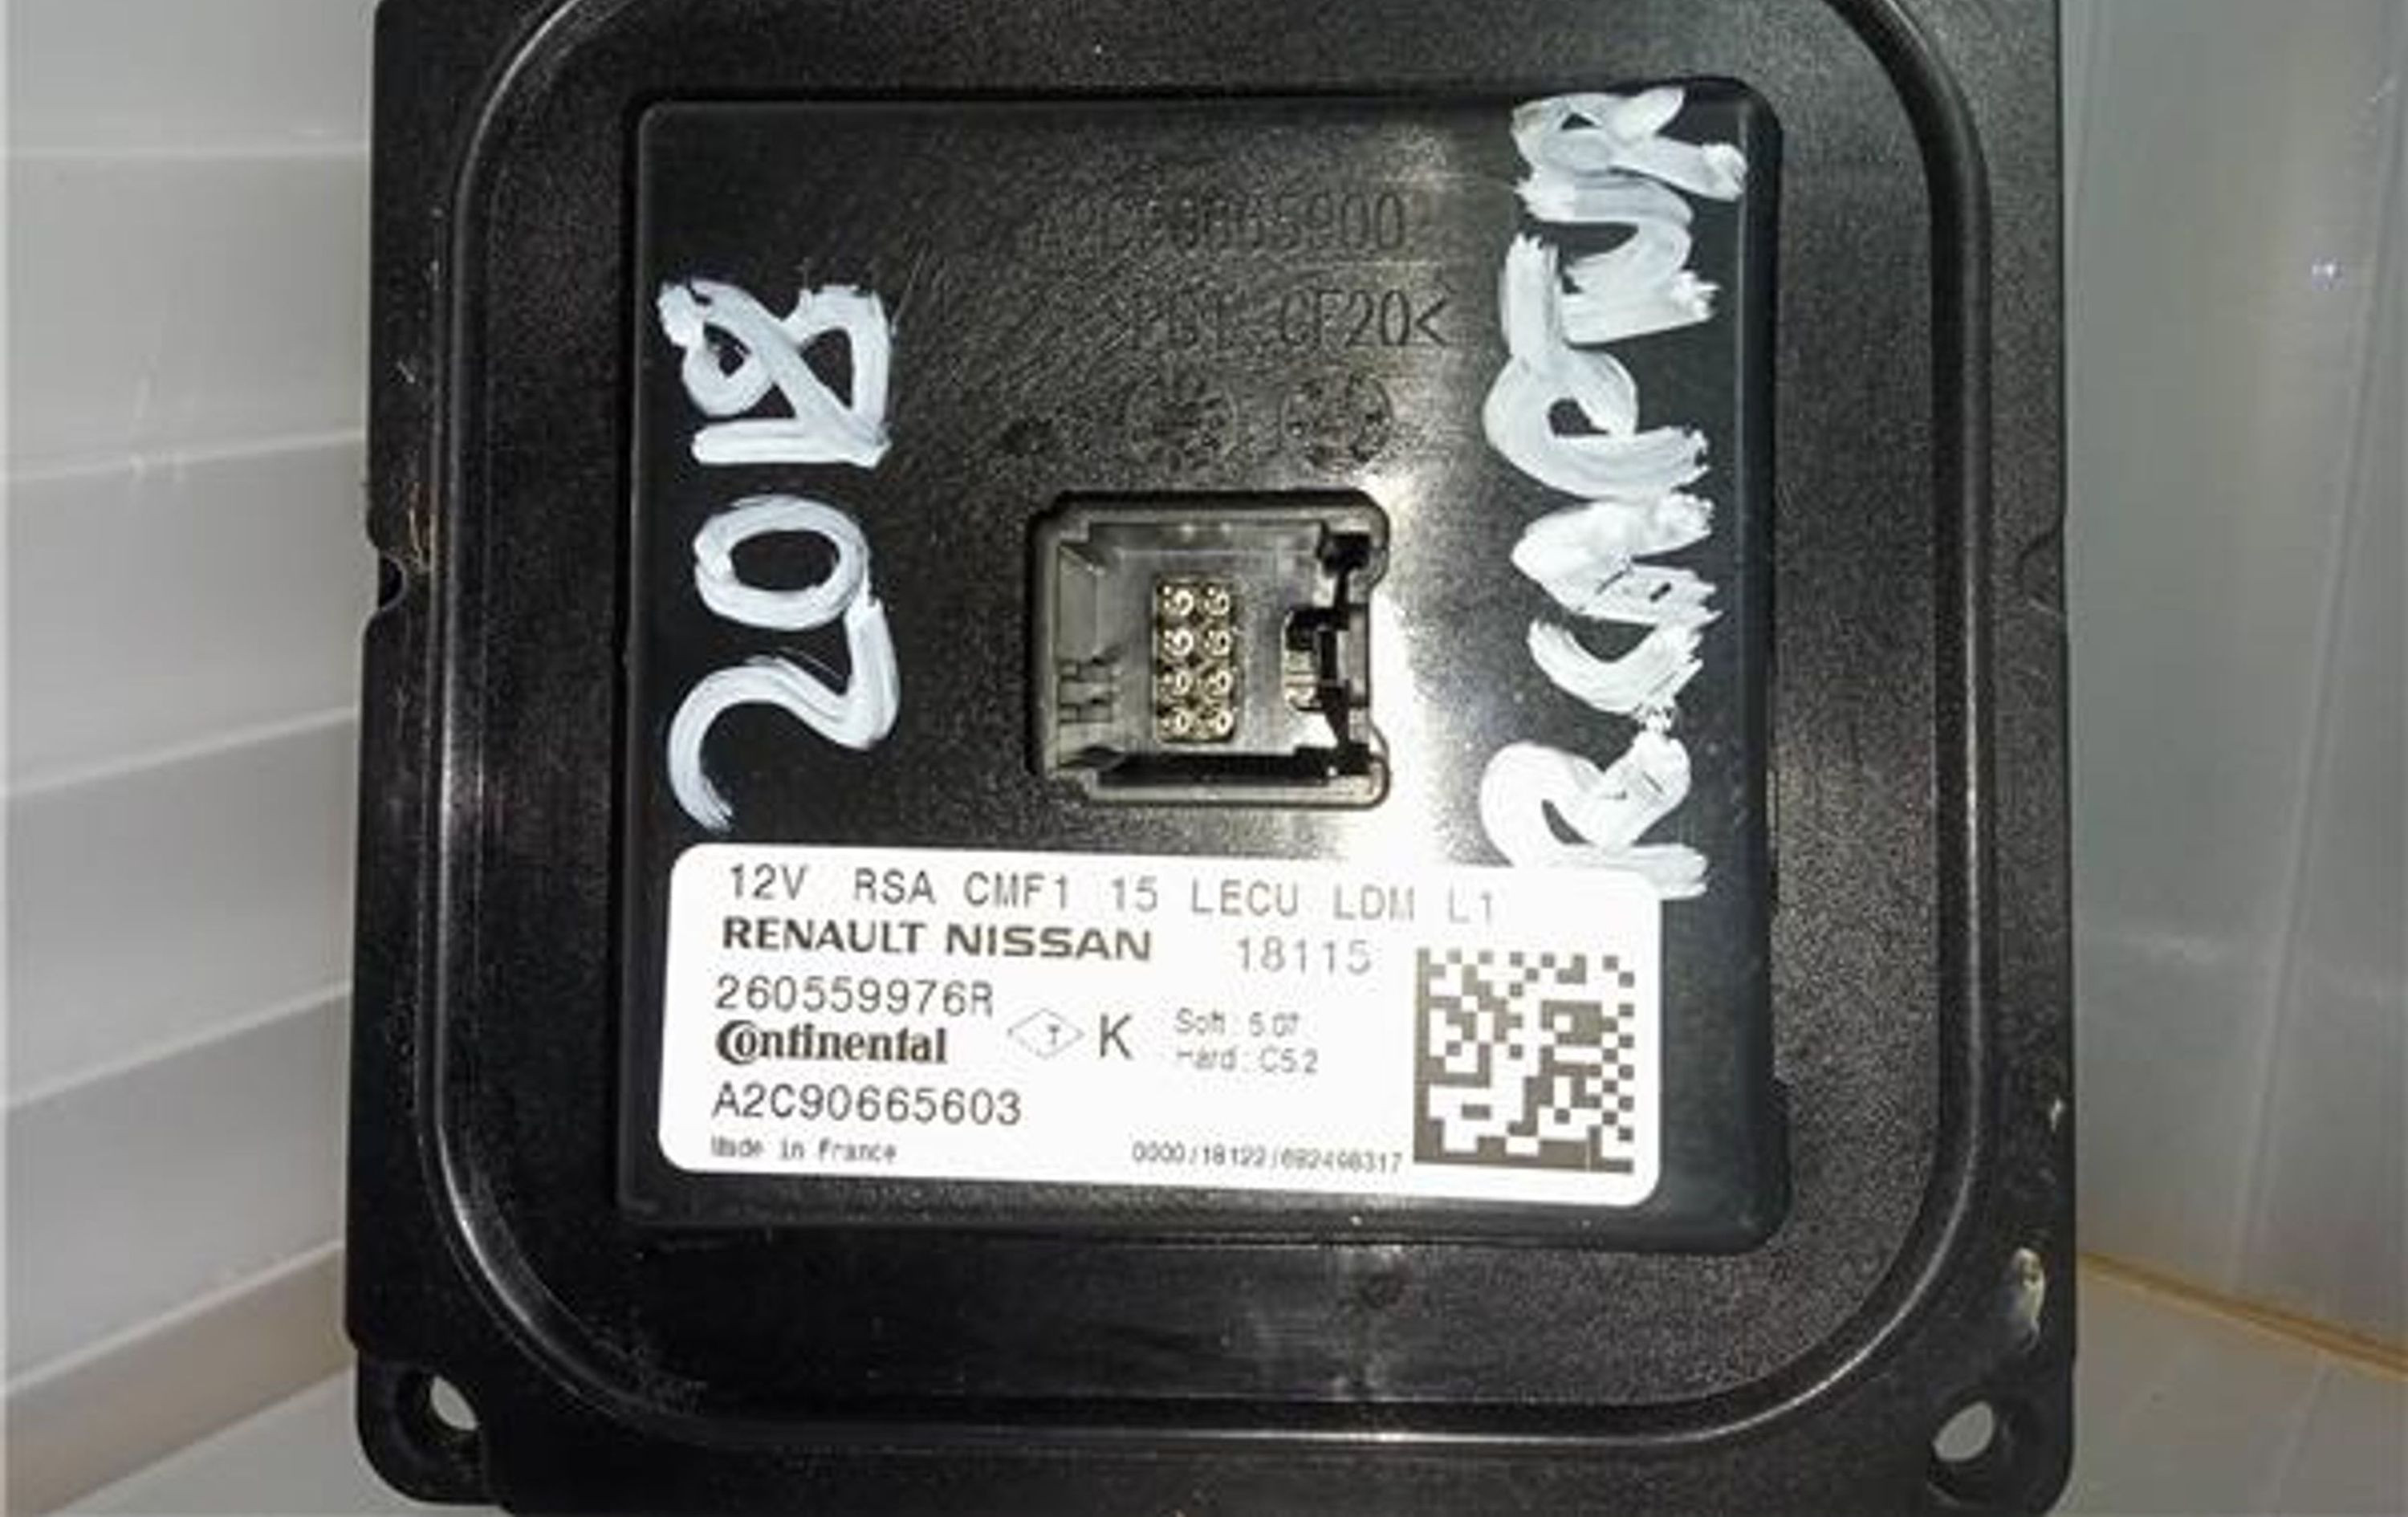 R.CAPTUR
2018
12V RSA CMF1 15 LECU LDM L1
RENAULT NISSAN 18115
260559976R
Continental T K Soft : 5.07
Hard : C5.2
A2C90665603
Made in France 0000/18122/692498317